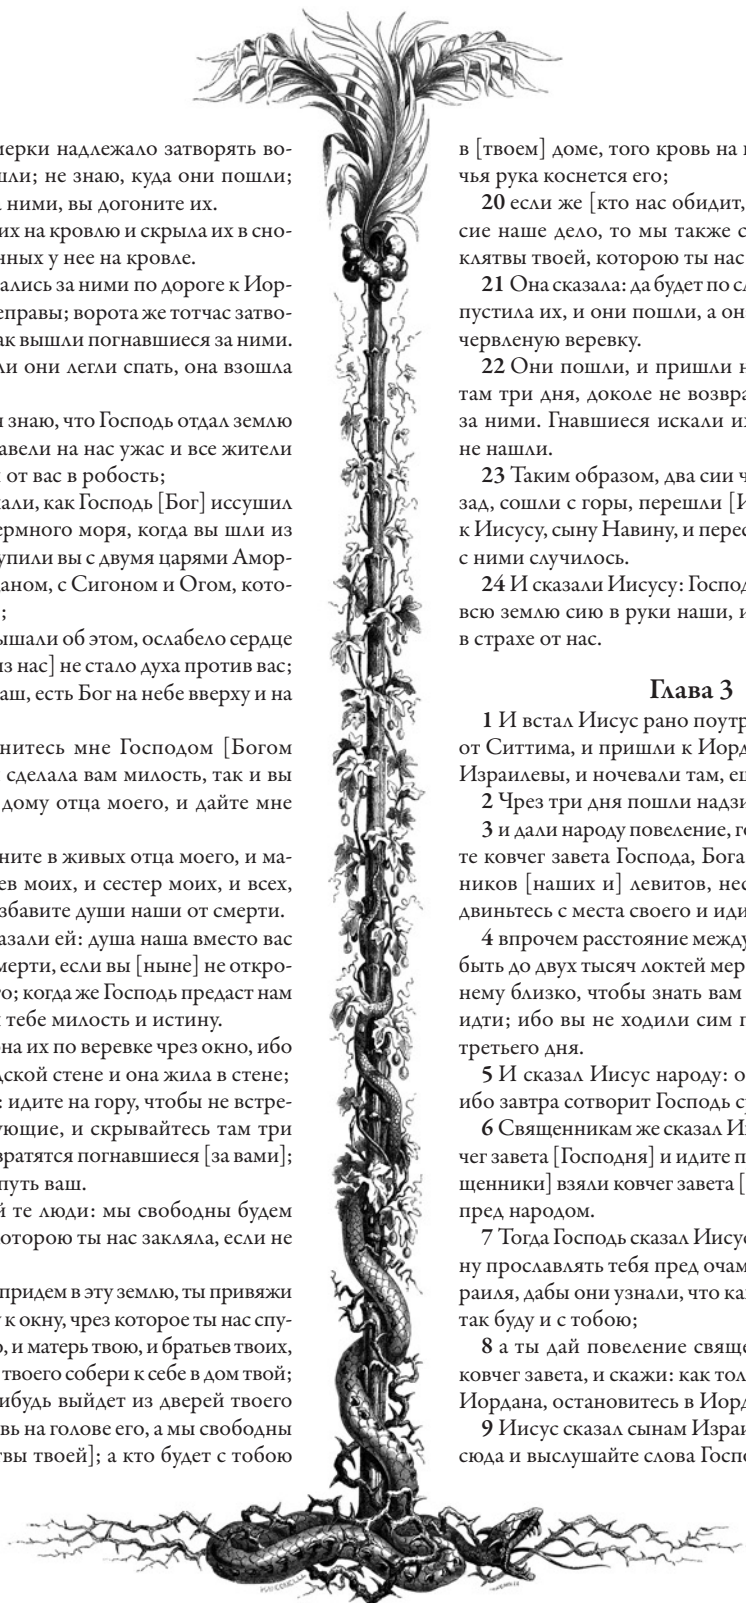 мерки надлежало затворять во-
шли; не знаю, куда они пошли;
ними, вы догоните их.
их на кровлю и скрыла их в сно-
нных у нее на кровле.
ались за ними по дороге к Иор-
еправы; ворота же тотчас затво-
ак вышли погнавшиеся за ними.
ли они легли спать, она взошла
знаю, что Господь отдал землю
авели на нас ужас и все жители
от вас в робость;
али, как Господь [Бог] иссушил
ермного моря, когда вы шли из
упили вы с двумя царями Амор-
аном, с Сигоном и Огом, кото-
;
ышали об этом, ослабело сердце
из нас] не стало духа против вас;
аш, есть Бог на небе вверху и на
нитесь мне Господом [Богом
сделала вам милость, так и вы
дому отца моего, и дайте мне
ните в живых отца моего, и ма-
ев моих, и сестер моих, и всех,
збавите души наши от смерти.
азали ей: душа наша вместо вас
мерти, если вы [ныне] не откро-
го; когда же Господь предаст нам
тебе милость и истину.
она их по веревке чрез окно, ибо
дской стене и она жила в стене;
: идите на гору, чтобы не встре-
ующие, и скрывайтесь там три
вратятся погнавшиеся [за вами];
путь ваш.
й те люди: мы свободны будем
оторою ты нас закляла, если не
придем в эту землю, ты привяжи
у к окну, чрез которое ты нас спу-
о, и матерь твою, и братьев твоих,
твоего собери к себе в дом твой;
ибудь выйдет из дверей твоего
вь на голове его, а мы свободны
твы твоей]; а кто будет с тобою
в [твоем] доме, того кровь на
чья рука коснется его;
20 если же [кто нас обидит,
сие наше дело, то мы также с
клятвы твоей, которою ты нас
21 Она сказала: да будет по сл
пустила их, и они пошли, а он
червленую веревку.
22 Они пошли, и пришли н
там три дня, доколе не возвра
за ними. Гнавшиеся искали их
не нашли.
23 Таким образом, два сии ч
зад, сошли с горы, перешли [И
к Иисусу, сыну Навину, и перес
с ними случилось.
24 И сказали Иисусу: Господ
всю землю сию в руки наши, и
в страхе от нас.
Глава 3
1 И встал Иисус рано поутр
от Ситтима, и пришли к Иорд
Израилевы, и ночевали там, ещ
2 Чрез три дня пошли надзи
3 и дали народу повеление, го
те ковчег завета Господа, Бога
ников [наших и] левитов, нес
двиньтесь с места своего и иди
4 впрочем расстояние между
быть до двух тысяч локтей мер
нему близко, чтобы знать вам
идти; ибо вы не ходили сим п
третьего дня.
5 И сказал Иисус народу: о
ибо завтра сотворит Господь ср
6 Священникам же сказал Ии
чег завета [Господня] и идите п
щенники] взяли ковчег завета [
пред народом.
7 Тогда Господь сказал Иисус
ну прославлять тебя пред очам
раиля, дабы они узнали, что как
так буду и с тобою;
8 а ты дай повеление свяще
ковчег завета, и скажи: как тол
Иордана, остановитесь в Иорд
9 Иисус сказал сынам Израи
сюда и выслушайте слова Госпо